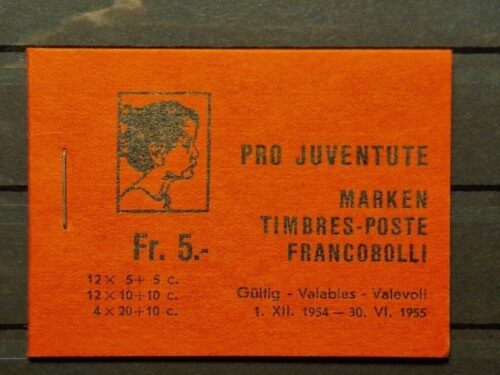 PRO JUVENTUTE
MARKEN
TIMBRES-POSTE
FRANCOBOLLI
Fr. 5.-
12 x 5 + 5 c.
12 x 10 + 10 c.
4 x 20 + 10 c.
Gültig - Valables - Valevoli
1. XII. 1954 — 30. VI. 1955